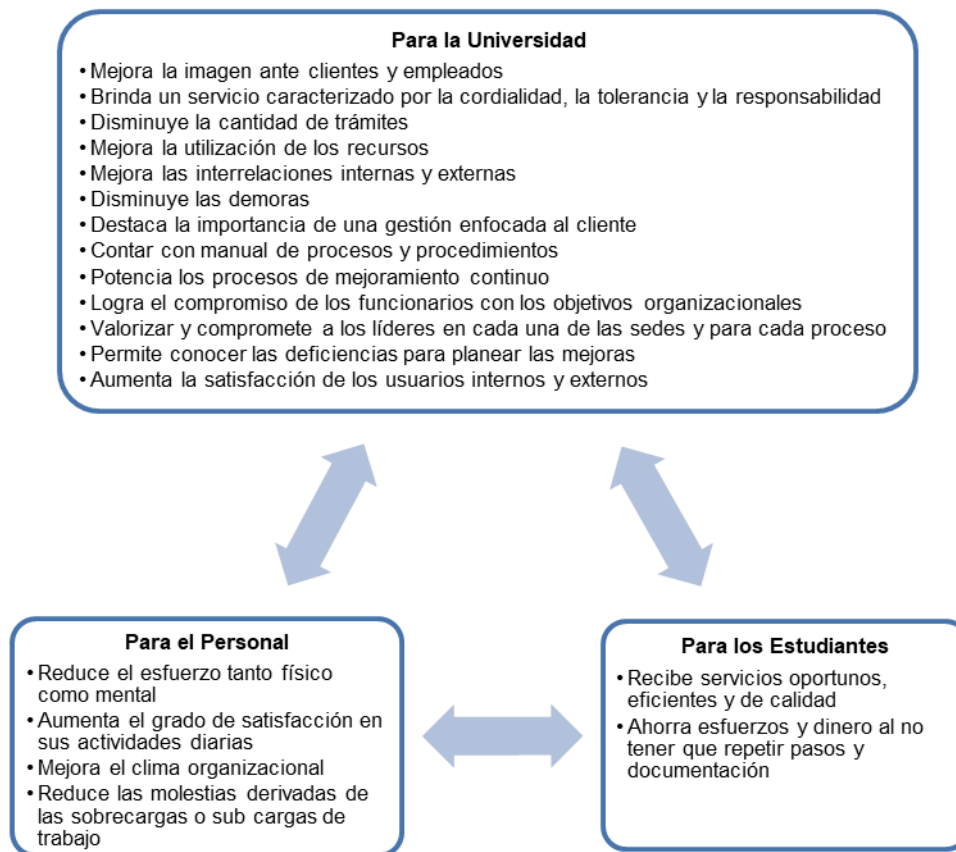 Para la Universidad
• Mejora la imagen ante clientes y empleados
• Brinda un servicio caracterizado por la cordialidad, la tolerancia y la responsabilidad
• Disminuye la cantidad de trámites
• Mejora la utilización de los recursos
• Mejora las interrelaciones internas y externas
• Disminuye las demoras
• Destaca la importancia de una gestión enfocada al cliente
• Contar con manual de procesos y procedimientos
• Potencia los procesos de mejoramiento continuo
• Logra el compromiso de los funcionarios con los objetivos organizacionales
• Valorizar y compromete a los líderes en cada una de las sedes y para cada proceso
• Permite conocer las deficiencias para planear las mejoras
• Aumenta la satisfacción de los usuarios internos y externos
Para el Personal
• Reduce el esfuerzo tanto físico
como mental
• Aumenta el grado de satisfacción en
sus actividades diarias
• Mejora el clima organizacional
• Reduce las molestias derivadas de
las sobrecargas o sub cargas de
trabajo
Para los Estudiantes
• Recibe servicios oportunos,
eficientes y de calidad
• Ahorra esfuerzos y dinero al no
tener que repetir pasos y
documentación